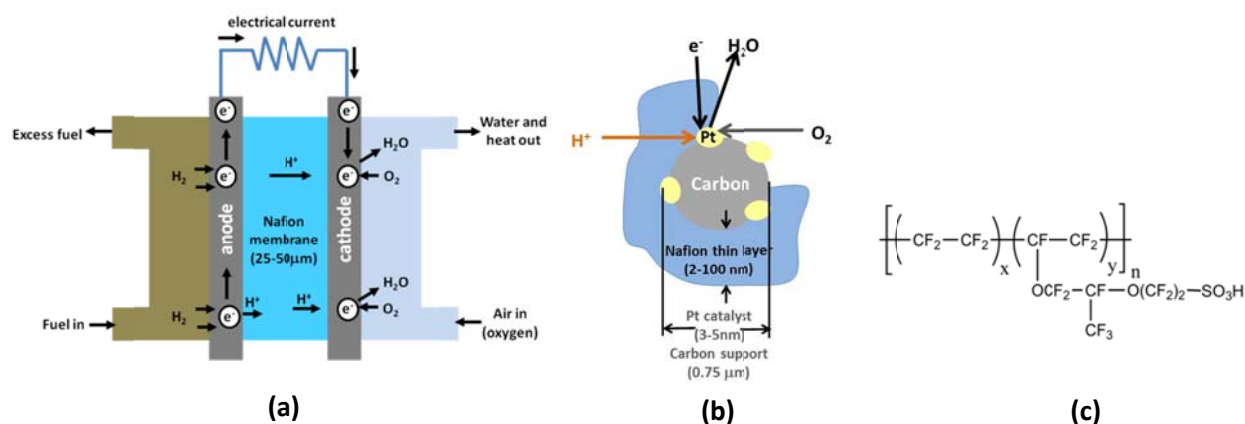 electrical current
e⁻
e⁻
Excess fuel
Water and
heat out
H₂
e⁻
H⁺
e⁻
H₂O
O₂
anode
Nafion
membrane
(25-50μm)
cathode
Fuel in
H₂
e⁻
H⁺
H⁺
e⁻
H₂O
O₂
Air in
(oxygen)
(a)
e⁻
H₂O
H⁺
Pt
O₂
Carbon
Nafion thin layer
(2-100 nm)
Pt catalyst
(3-5nm)
Carbon support
(0.75 μm)
(b)
CF₂
CF₂
x
CF
CF₂
y
n
OCF₂
CF
O(CF₂)₂
SO₃H
CF₃
(c)